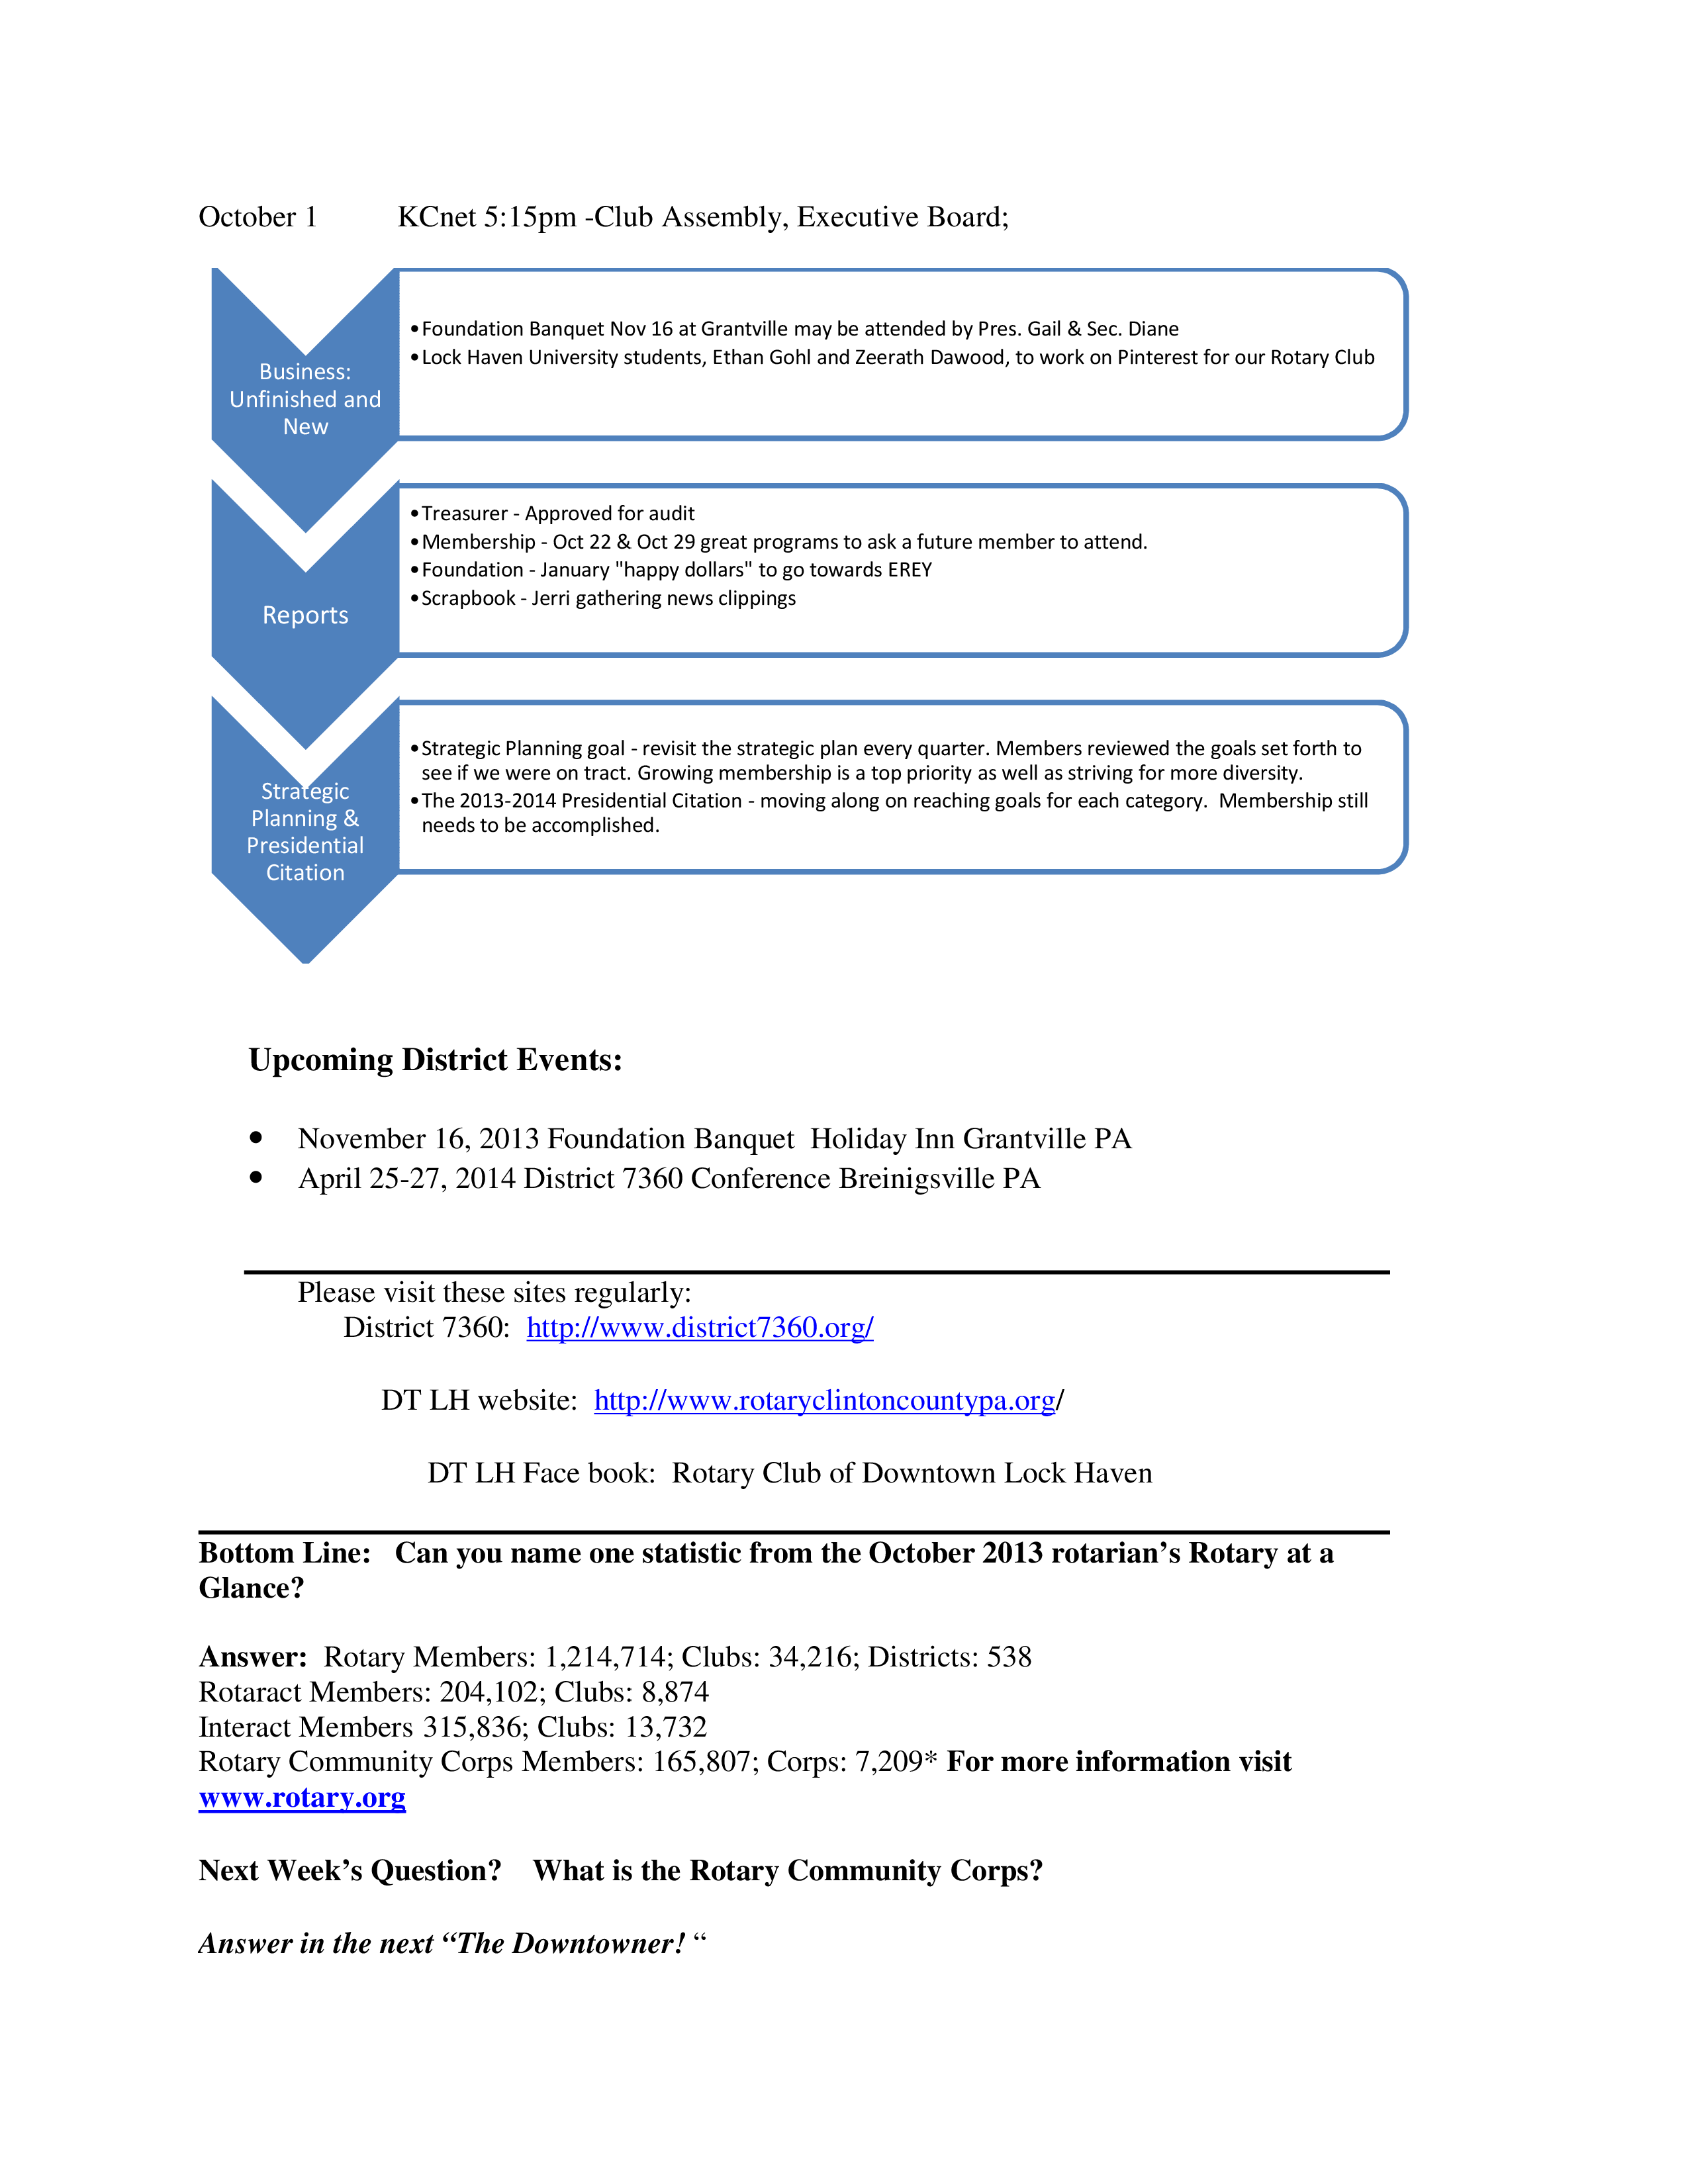 October 1 KCnet 5:15pm -Club Assembly, Executive Board;
Business:
Unfinished and
New
•Foundation Banquet Nov 16 at Grantville may be attended by Pres. Gail & Sec. Diane
•Lock Haven University students, Ethan Gohl and Zeerath Dawood, to work on Pinterest for our Rotary Club
Reports
•Treasurer - Approved for audit
•Membership - Oct 22 & Oct 29 great programs to ask a future member to attend.
•Foundation - January "happy dollars" to go towards EREY
•Scrapbook - Jerri gathering news clippings
Strategic
Planning &
Presidential
Citation
•Strategic Planning goal - revisit the strategic plan every quarter. Members reviewed the goals set forth to
see if we were on tract. Growing membership is a top priority as well as striving for more diversity.
•The 2013-2014 Presidential Citation - moving along on reaching goals for each category.  Membership still
needs to be accomplished.
Upcoming District Events:
• November 16, 2013 Foundation Banquet  Holiday Inn Grantville PA
• April 25-27, 2014 District 7360 Conference Breinigsville PA
Please visit these sites regularly:
District 7360:  http://www.district7360.org/
DT LH website:  http://www.rotaryclintoncountypa.org/
DT LH Face book:  Rotary Club of Downtown Lock Haven
Bottom Line:   Can you name one statistic from the October 2013 rotarian’s Rotary at a
Glance?
Answer:  Rotary Members: 1,214,714; Clubs: 34,216; Districts: 538
Rotaract Members: 204,102; Clubs: 8,874
Interact Members 315,836; Clubs: 13,732
Rotary Community Corps Members: 165,807; Corps: 7,209* For more information visit
www.rotary.org
Next Week’s Question?    What is the Rotary Community Corps?
Answer in the next “The Downtowner! “